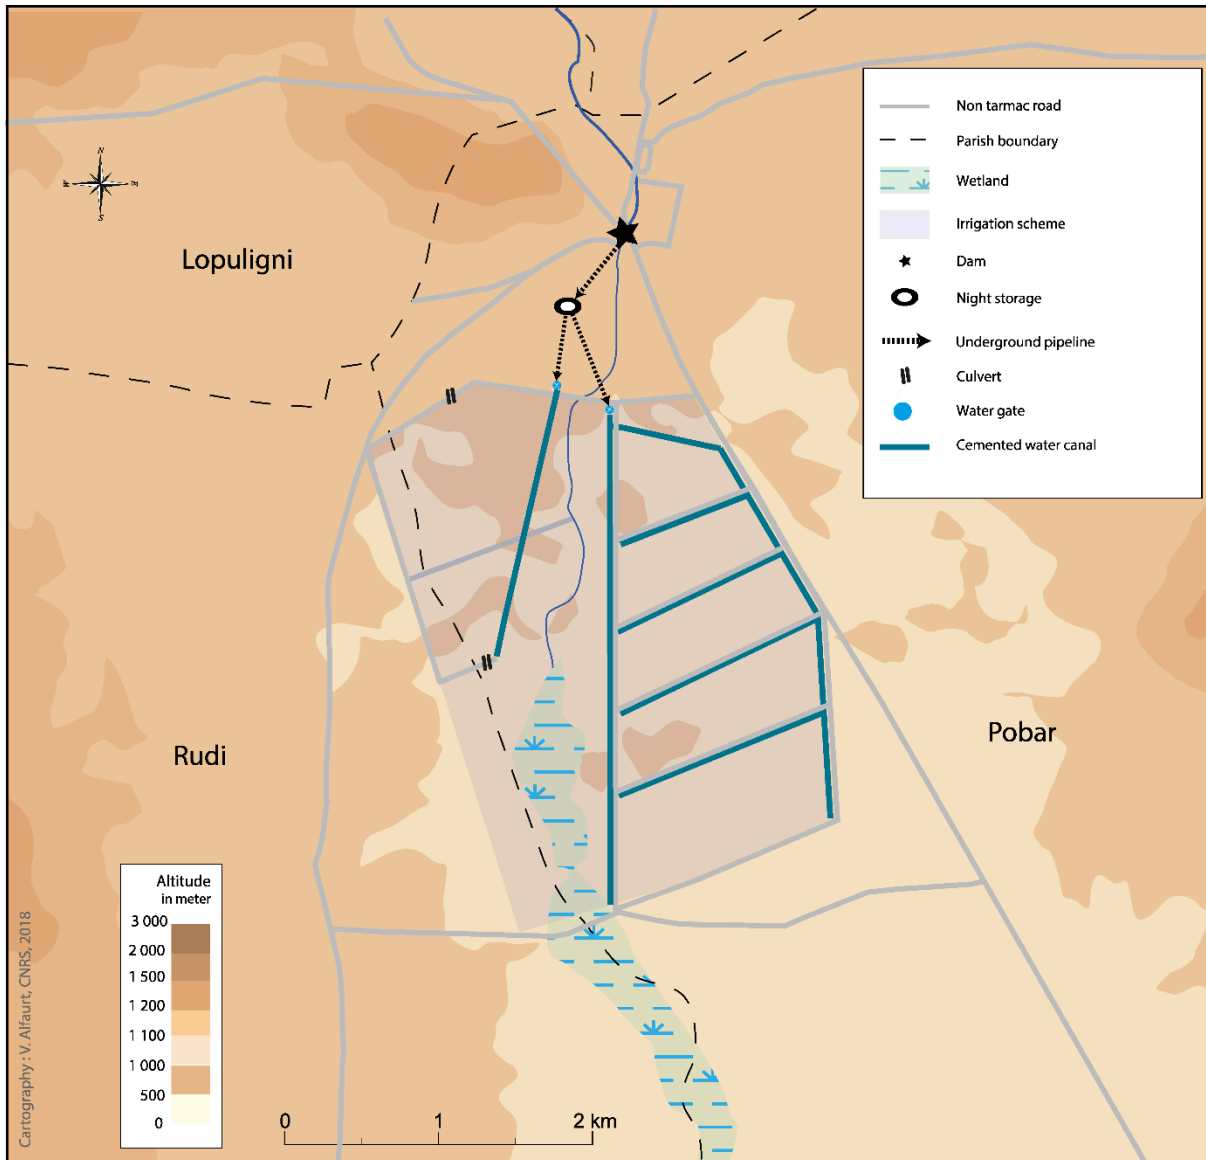 Non tarmac road
Parish boundary
Wetland
Irrigation scheme
Dam
Night storage
Underground pipeline
Culvert
Water gate
Cemented water canal
N
S
Lopuligni
Rudi
Pobar
Altitude
in meter
3 000
2 000
1 500
1 200
1 100
1 000
500
0
0 1 2 km
Cartography : V. Alfaurt, CNRS, 2018